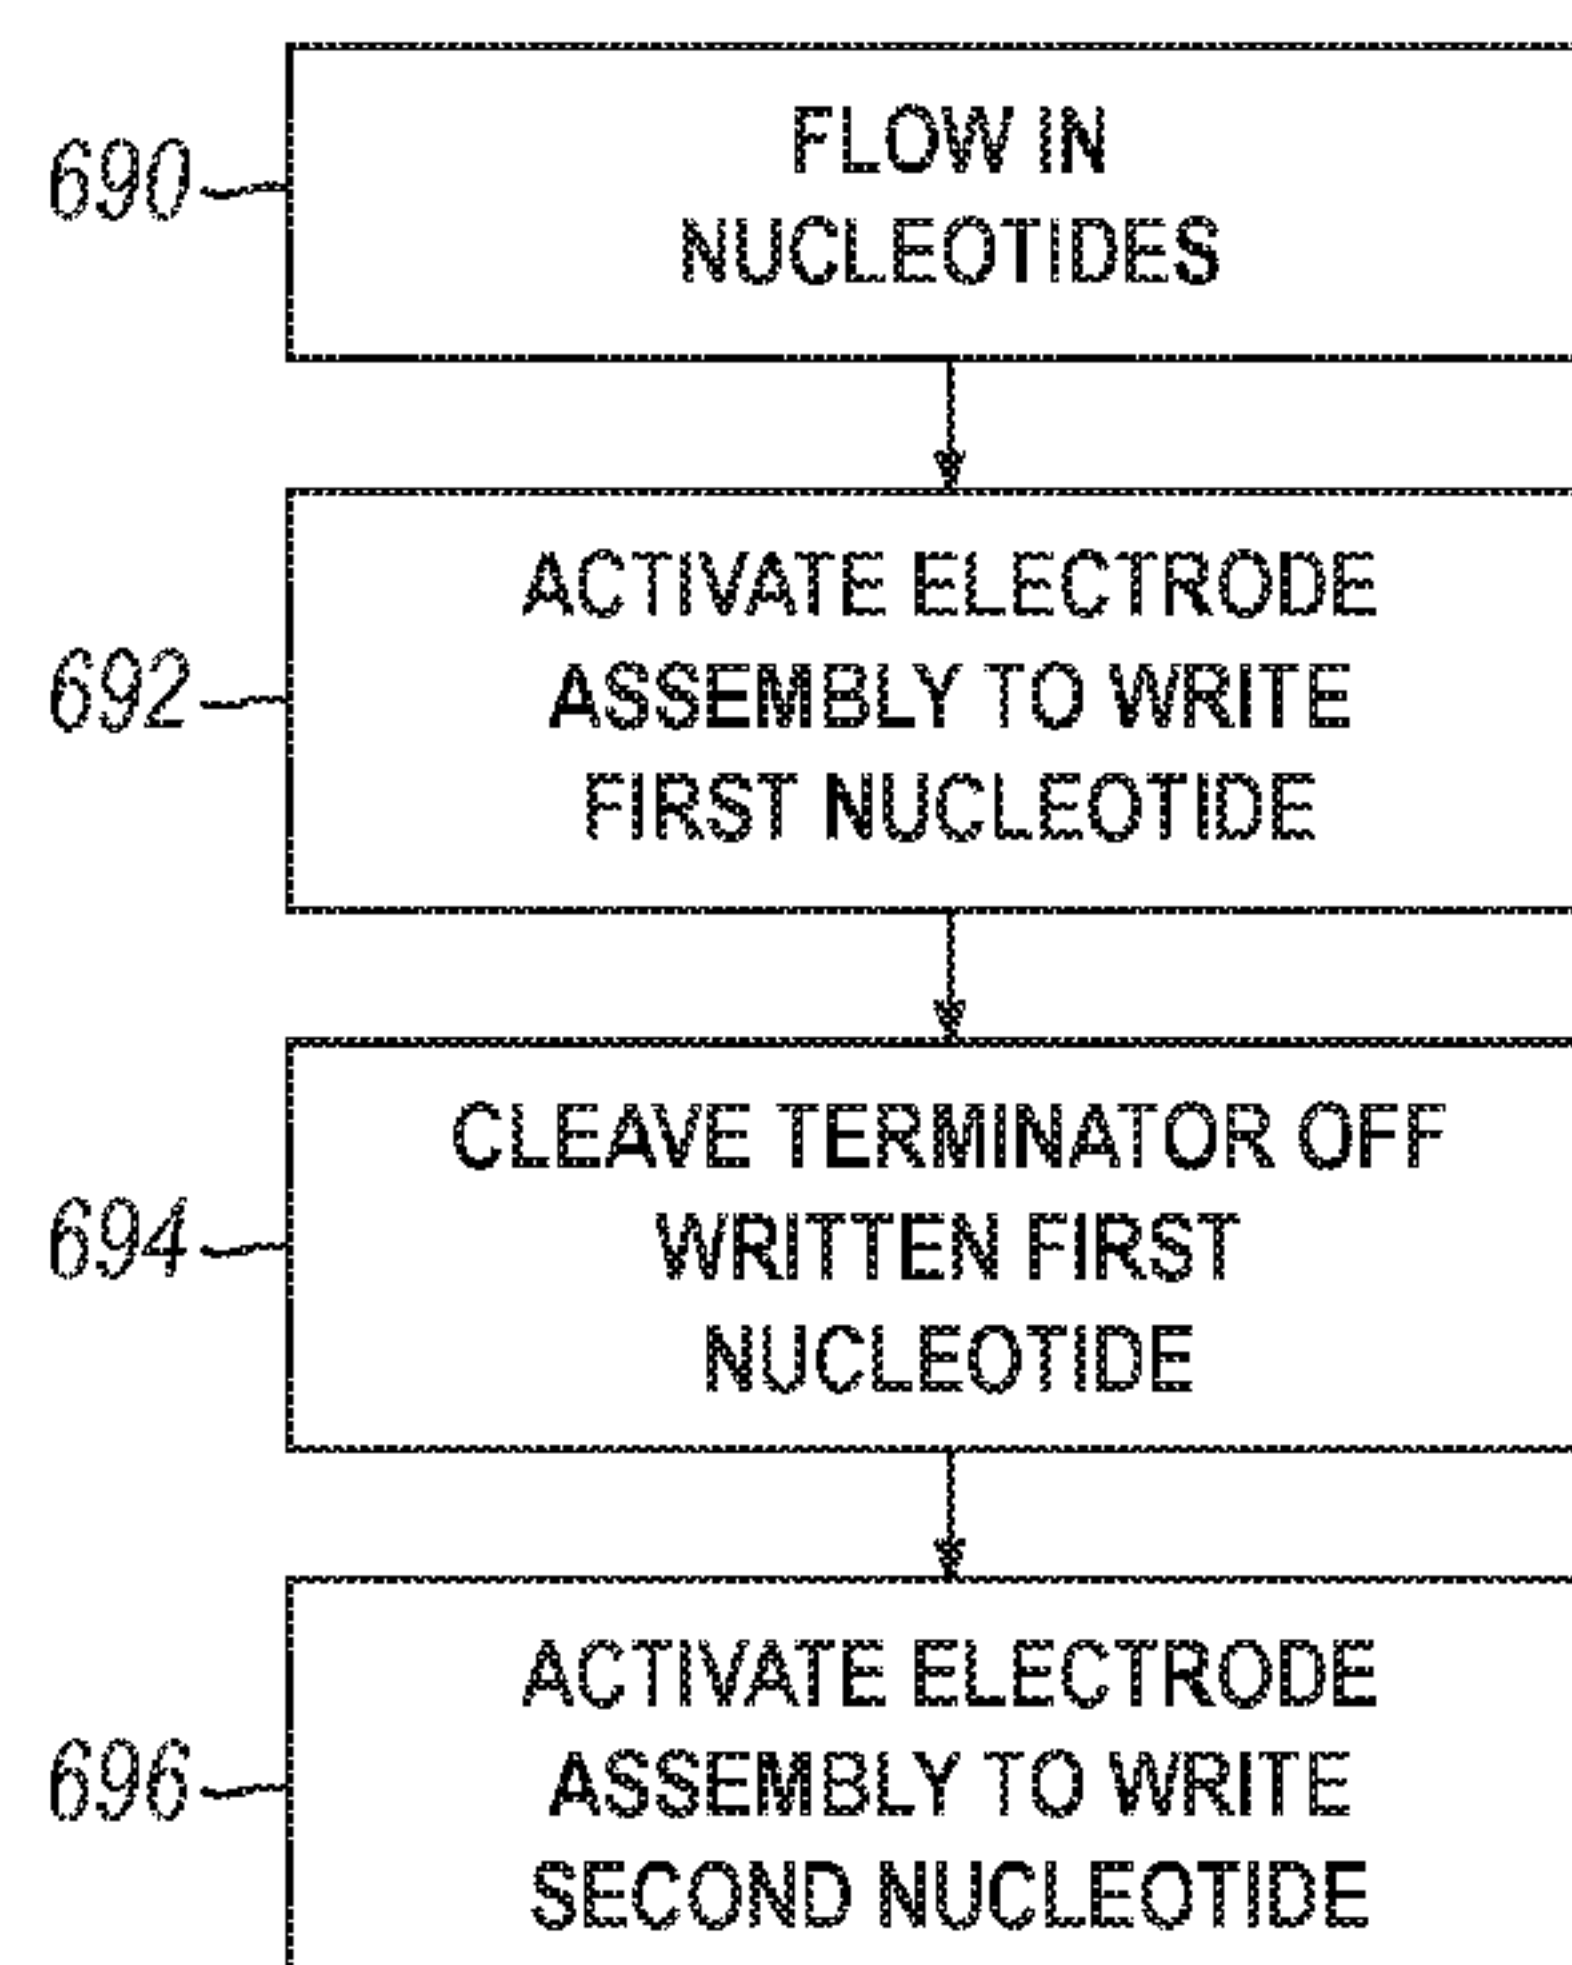 FLOW IN
690
NUCLEOTIDES
ACTIVATE ELECTRODE
692
ASSEMBLY TO WRITE
FIRST NUCLEOTIDE
CLEAVE TERMINATOR OFF
694
WRITTEN FIRST
NUCLEOTIDE
ACTIVATE ELECTRODE
696
ASSEMBLY TO WRITE
SECOND NUCLEOTIDE